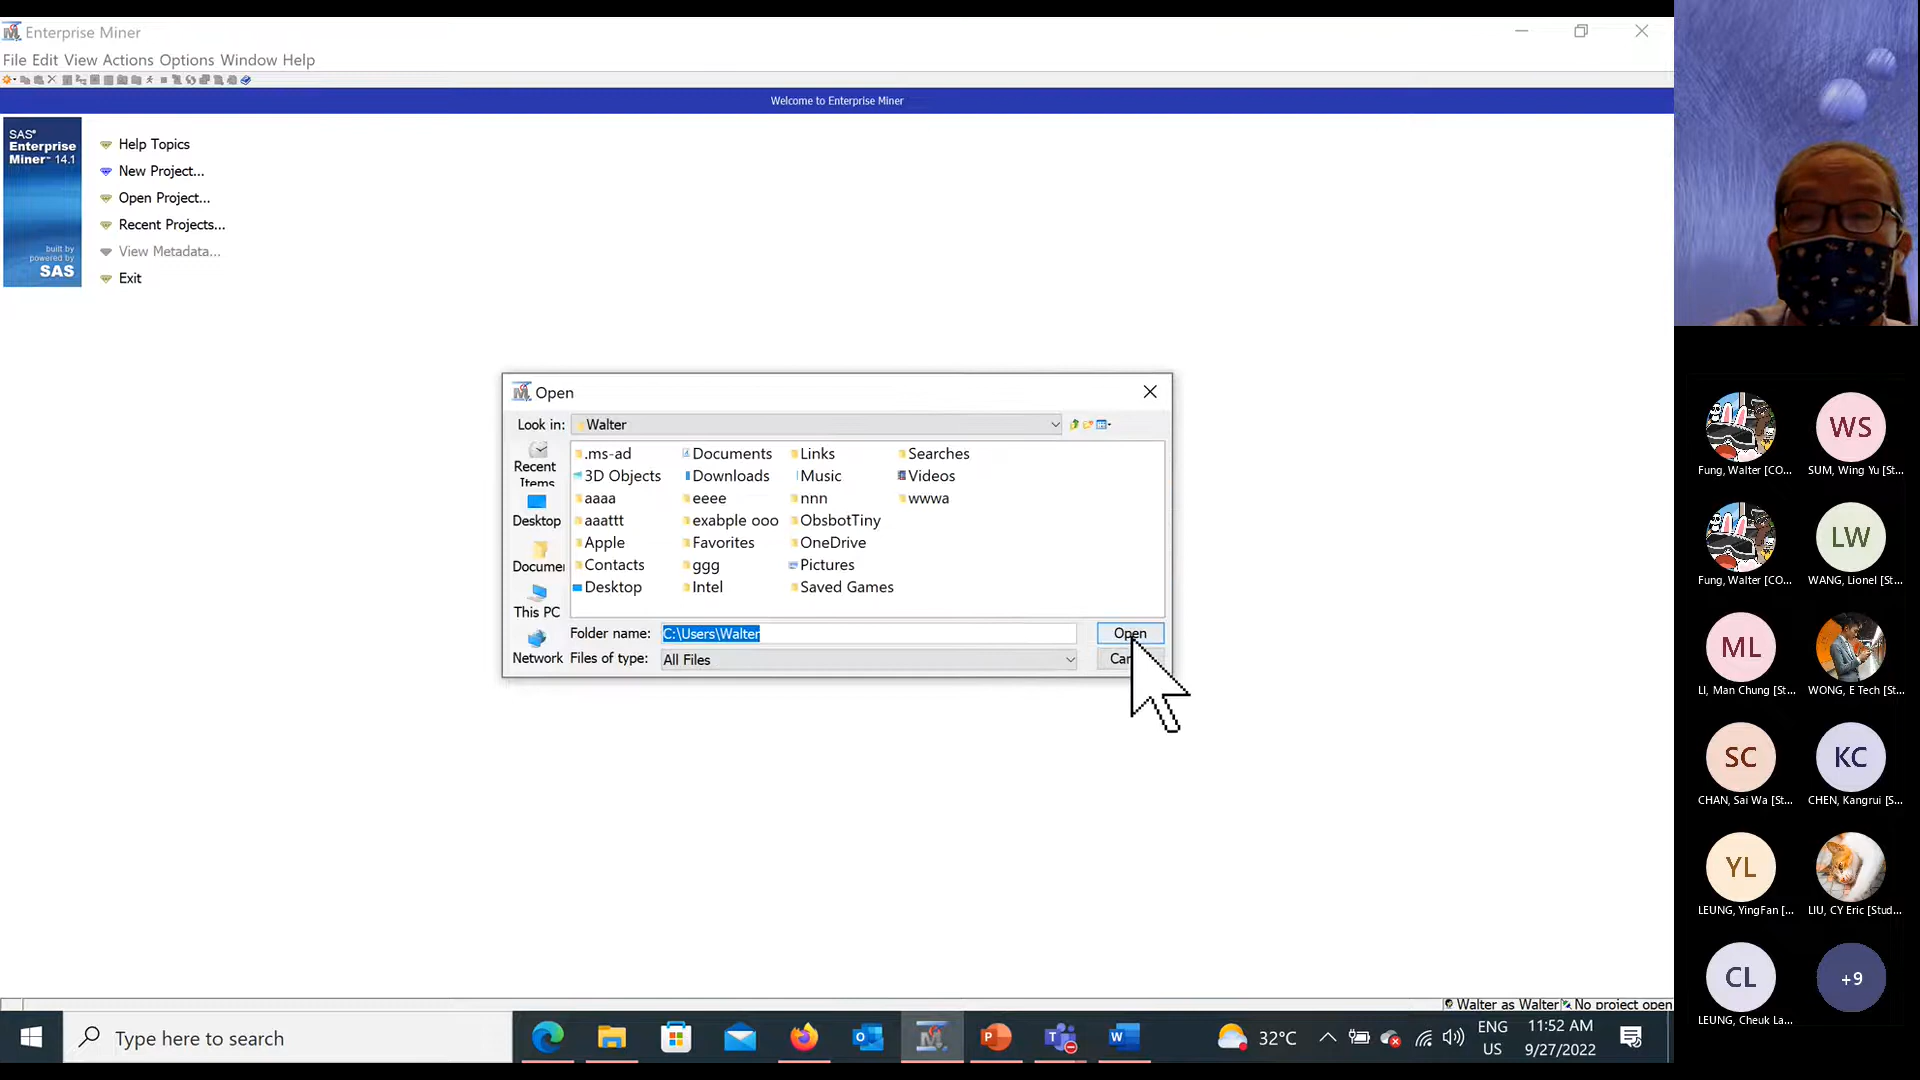 Enterprise Miner
File Edit View Actions Options Window Help
Welcome to Enterprise Miner
SAS®
Enterprise
Miner™ 14.1
built by
powered by
SAS
Help Topics
New Project...
Open Project...
Recent Projects...
View Metadata...
Exit
Open
Look in: Walter
Recent
Items
Desktop
Documen
This PC
Network
.ms-ad
3D Objects
aaaa
aaattt
Apple
Contacts
Desktop
Documents
Downloads
eeee
exabple ooo
Favorites
ggg
Intel
Links
Music
nnn
ObsbotTiny
OneDrive
Pictures
Saved Games
Searches
Videos
wwwa
Folder name: C:\Users\Walter
Open
Files of type: All Files
Can
Walter as Walter No project open
Type here to search
32°C
ENG
US
11:52 AM
9/27/2022
Fung, Walter [CO...
WS
SUM, Wing Yu [St...
Fung, Walter [CO...
LW
WANG, Lionel [St...
ML
LI, Man Chung [St...
WONG, E Tech [St...
SC
CHAN, Sai Wa [St...
KC
CHEN, Kangrui [S...
YL
LEUNG, YingFan [...
LIU, CY Eric [Stud...
CL
LEUNG, Cheuk La...
+9